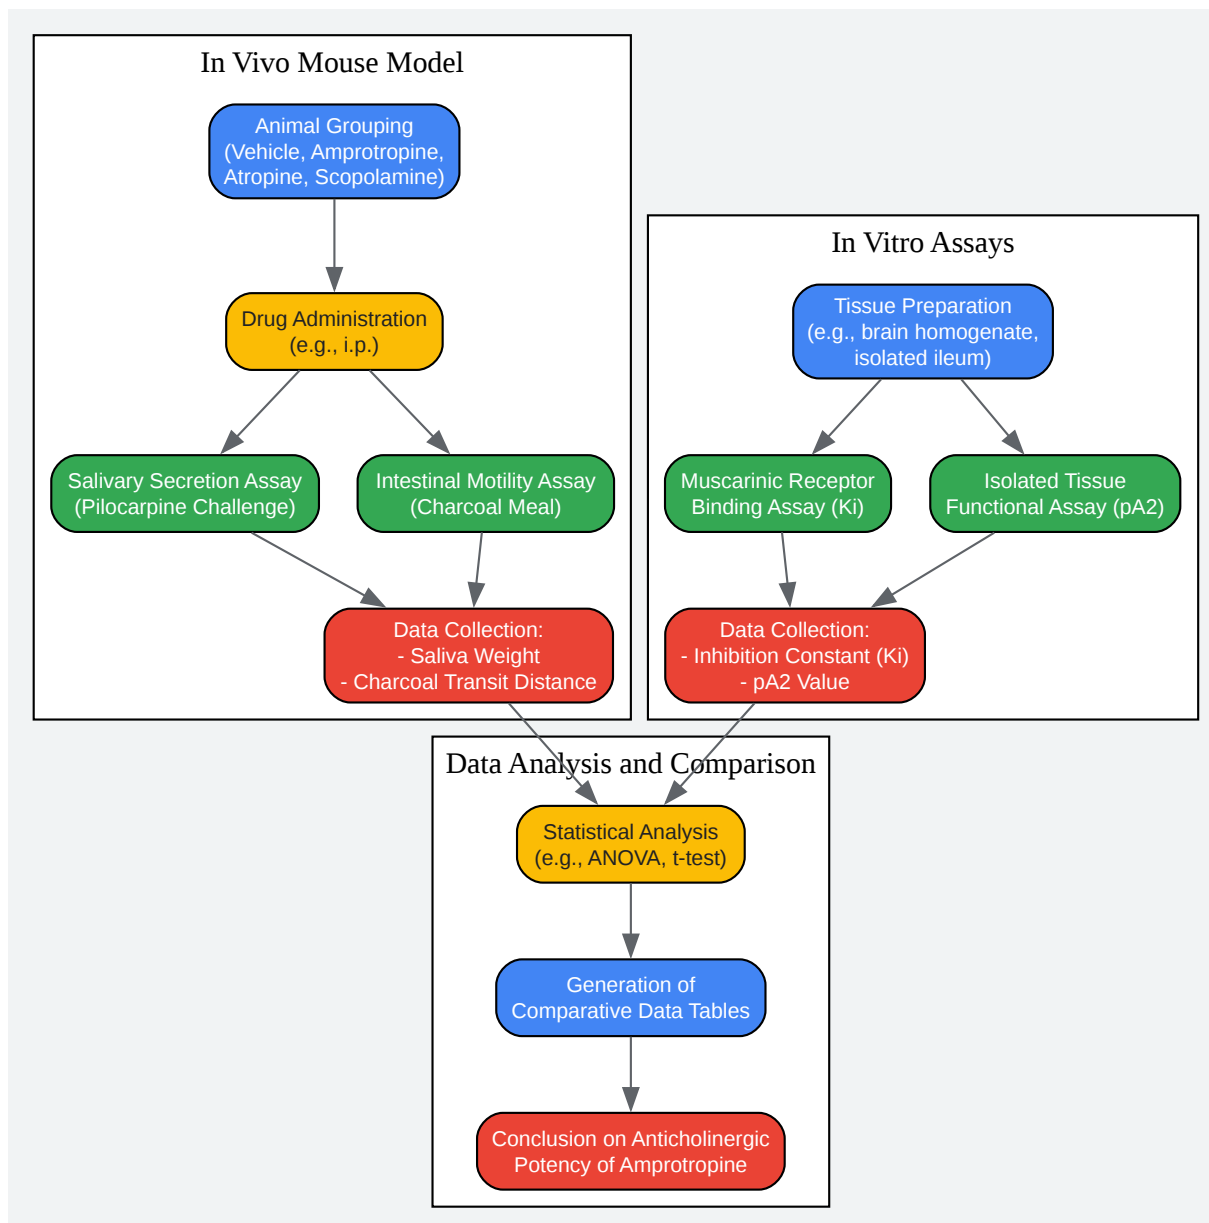 In Vivo Mouse Model
Animal Grouping
(Vehicle, Amprotropine,
Atropine, Scopolamine)
Drug Administration
(e.g., i.p.)
Salivary Secretion Assay
(Pilocarpine Challenge)
Intestinal Motility Assay
(Charcoal Meal)
Data Collection:
- Saliva Weight
- Charcoal Transit Distance
In Vitro Assays
Tissue Preparation
(e.g., brain homogenate,
isolated ileum)
Muscarinic Receptor
Binding Assay (Ki)
Isolated Tissue
Functional Assay (pA2)
Data Collection:
- Inhibition Constant (Ki)
- pA2 Value
Data Analysis and Comparison
Statistical Analysis
(e.g., ANOVA, t-test)
Generation of
Comparative Data Tables
Conclusion on Anticholinergic
Potency of Amprotropine